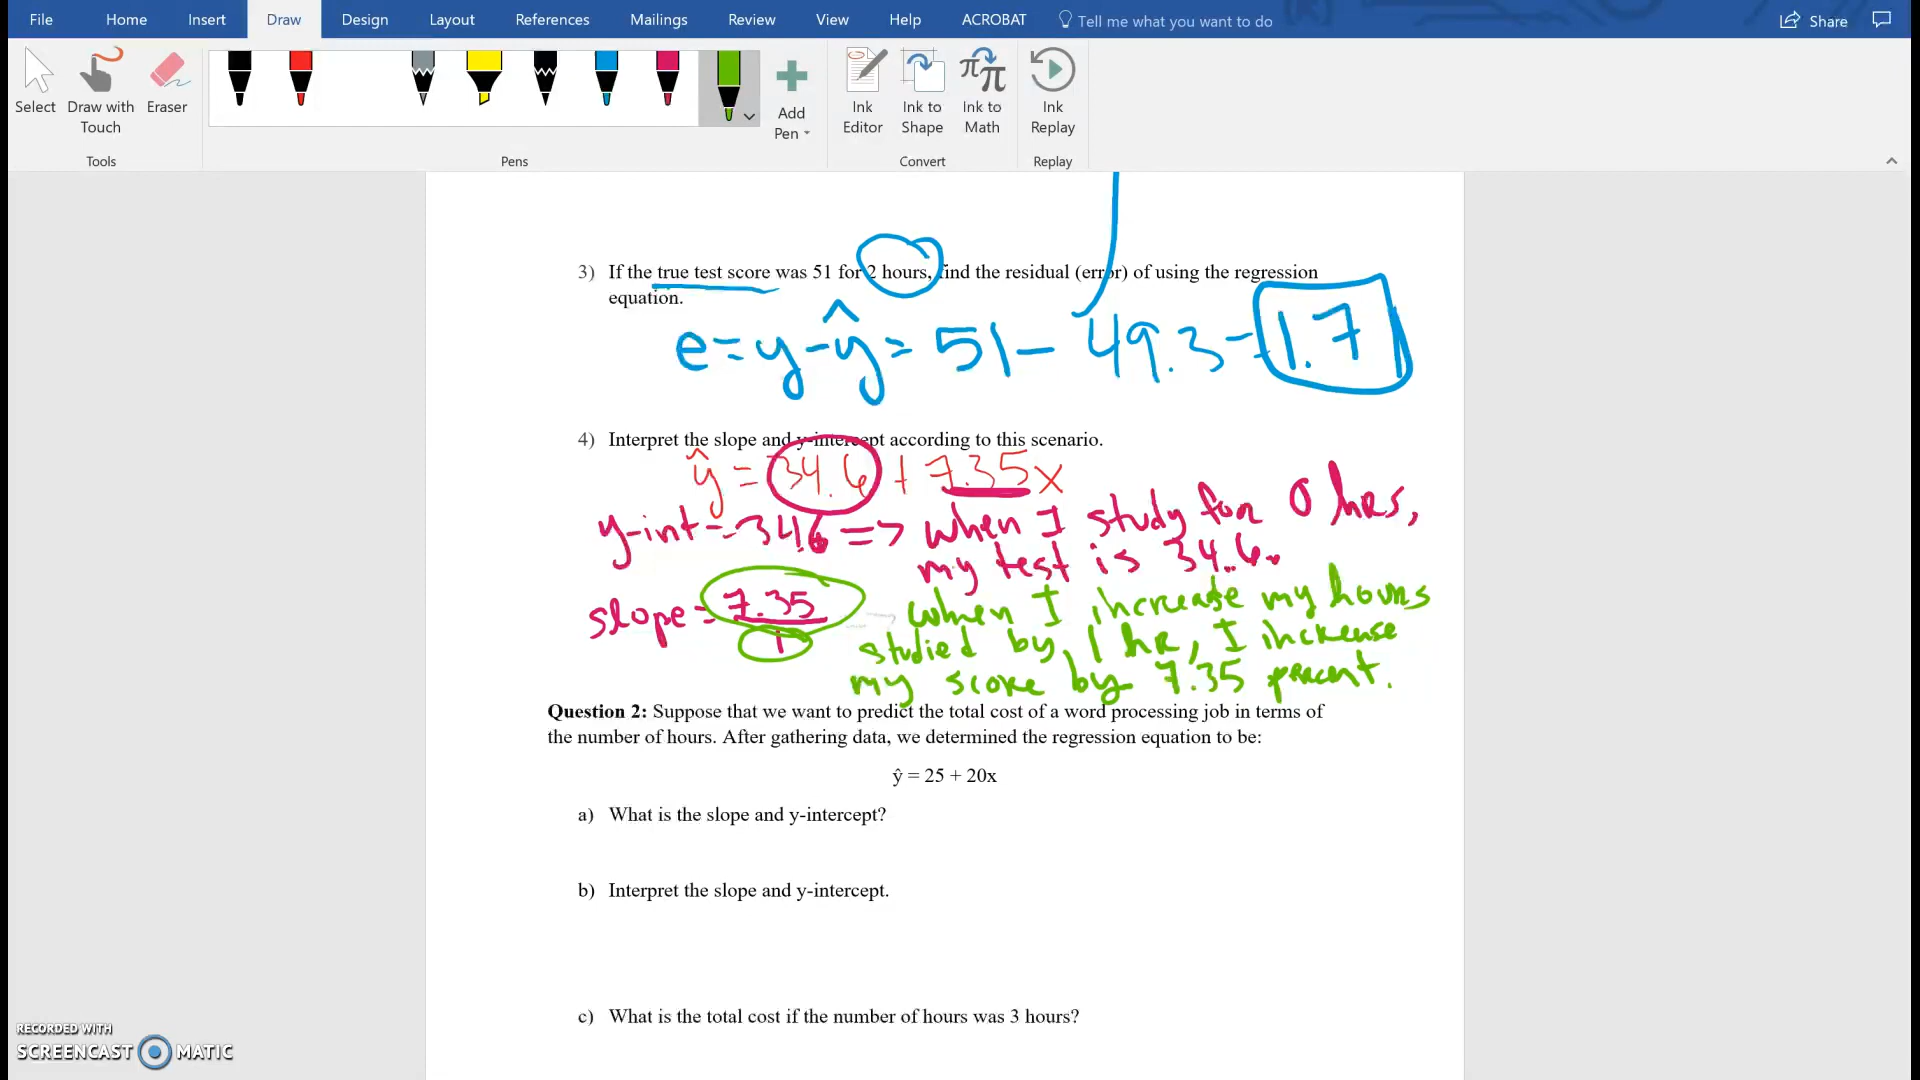 File Home Insert Draw Design Layout References Mailings Review View Help ACROBAT Tell me what you want to do Share
Select Draw with Touch Eraser Add Pen Ink Editor Ink to Shape Ink to Math Ink Replay
Tools Pens Convert Replay
3) If the true test score was 51 for 2 hours, find the residual (error) of using the regression
equation.
e = y - ŷ = 51 - 49.3 = 1.7
4) Interpret the slope and y-intercept according to this scenario.
ŷ = 34.6 + 7.35x
y-int = 34.6 => when I study for 0 hrs,
my test is 34.6.
slope = 7.35/1
when I increase my hours
studied by 1 hr, I increase
my score by 7.35 percent.
Question 2: Suppose that we want to predict the total cost of a word processing job in terms of
the number of hours. After gathering data, we determined the regression equation to be:
ŷ = 25 + 20x
a) What is the slope and y-intercept?
b) Interpret the slope and y-intercept.
c) What is the total cost if the number of hours was 3 hours?
RECORDED WITH
SCREENCAST MATIC